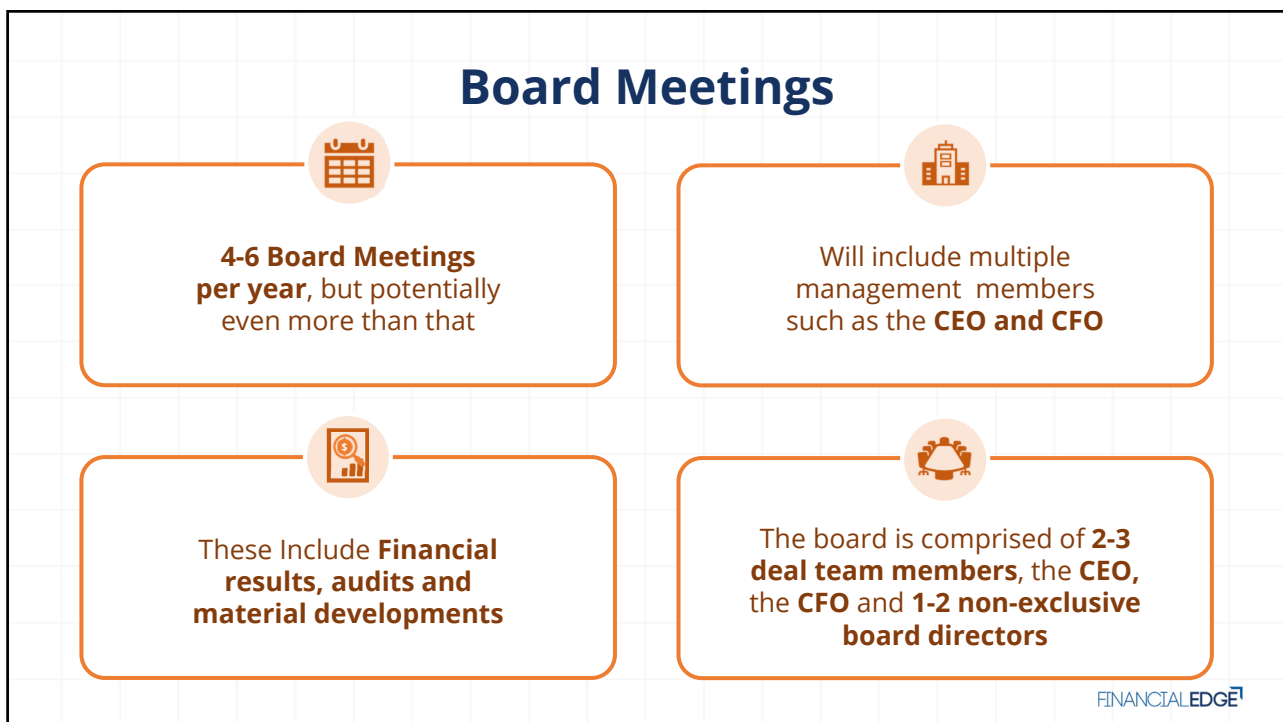 Board Meetings
4-6 Board Meetings
per year, but potentially
even more than that
Will include multiple
management  members
such as the CEO and CFO
These Include Financial
results, audits and
material developments
The board is comprised of 2-3
deal team members, the CEO,
the CFO and 1-2 non-exclusive
board directors
FINANCIALEDGE